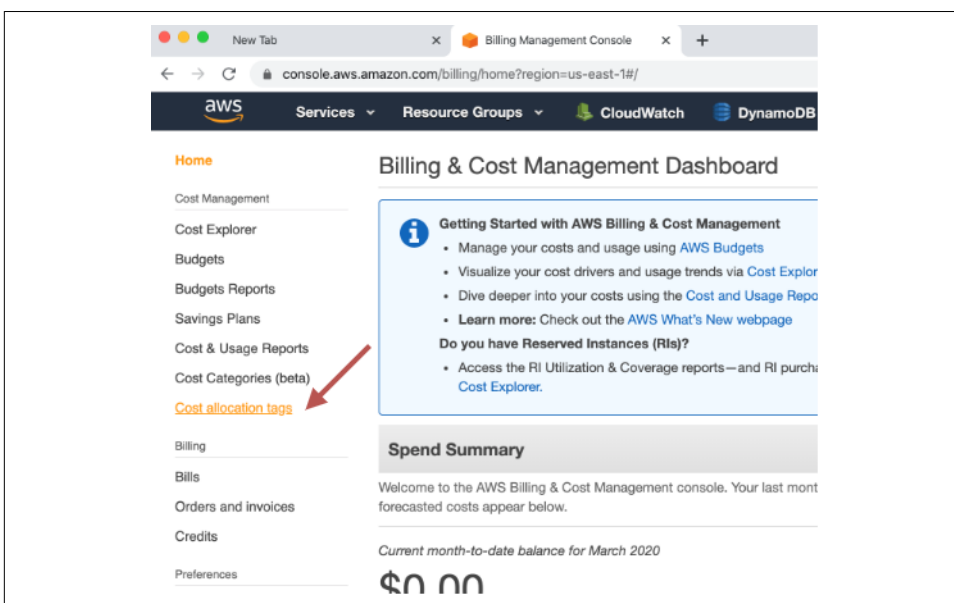 New Tab
Billing Management Console
console.aws.amazon.com/billing/home?region=us-east-1#/
aws
Services
Resource Groups
CloudWatch
DynamoDB
Home
Cost Management
Cost Explorer
Budgets
Budgets Reports
Savings Plans
Cost & Usage Reports
Cost Categories (beta)
Cost allocation tags
Billing
Bills
Orders and invoices
Credits
Preferences
Billing & Cost Management Dashboard
Getting Started with AWS Billing & Cost Management
• Manage your costs and usage using AWS Budgets
• Visualize your cost drivers and usage trends via Cost Explor
• Dive deeper into your costs using the Cost and Usage Repo
• Learn more: Check out the AWS What's New webpage
Do you have Reserved Instances (RIs)?
• Access the RI Utilization & Coverage reports—and RI purcha
Cost Explorer.
Spend Summary
Welcome to the AWS Billing & Cost Management console. Your last mont
forecasted costs appear below.
Current month-to-date balance for March 2020
$0.00